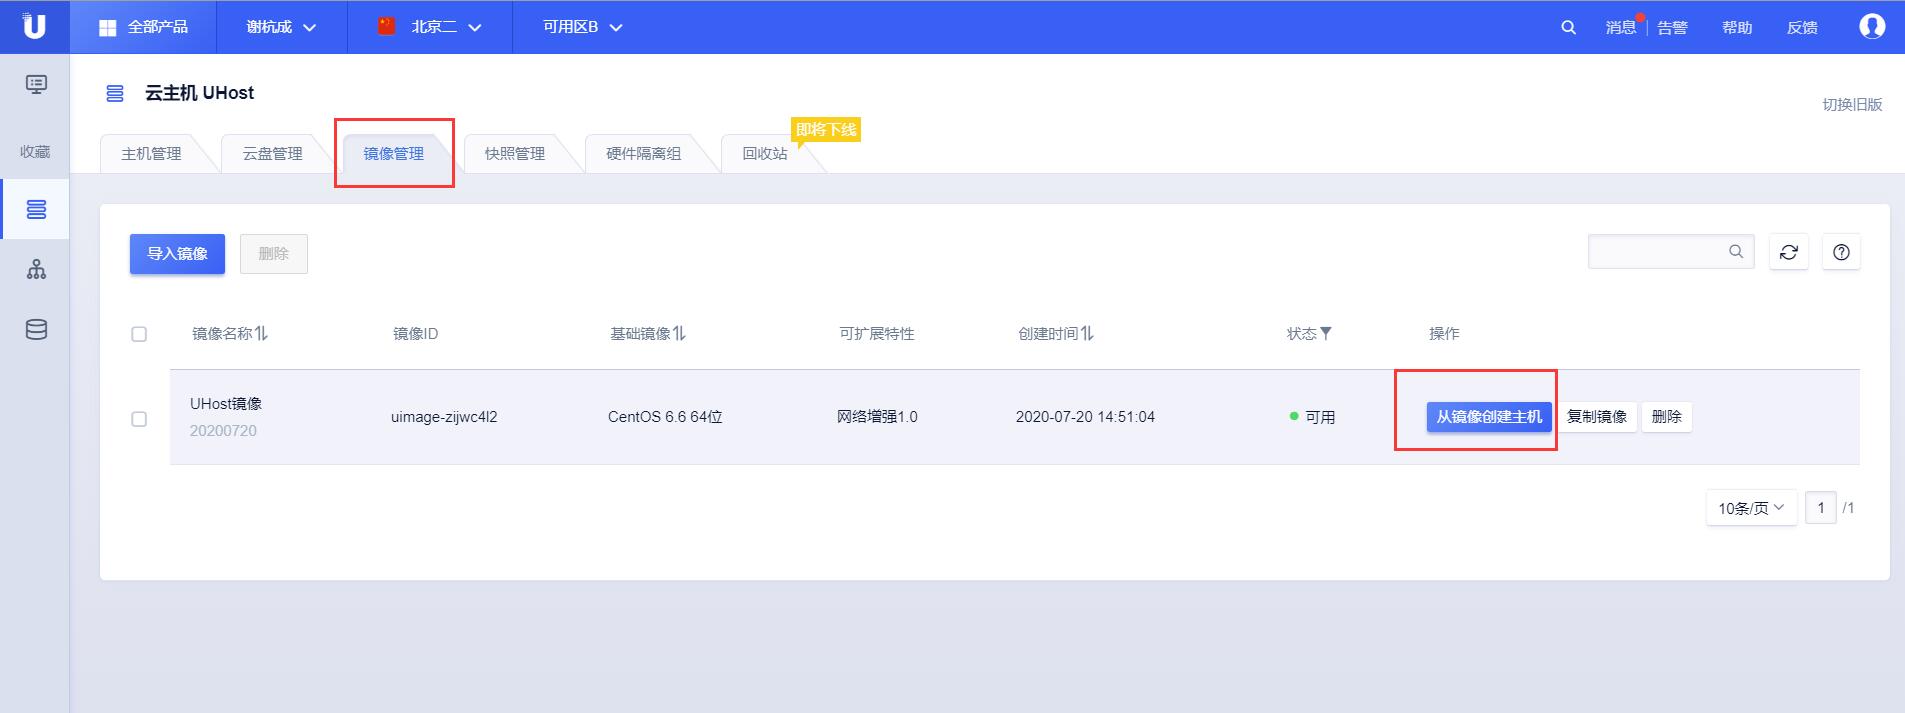 U 全部产品 谢杭成 北京二 可用区B 消息 告警 帮助 反馈
收藏
云主机 UHost
切换旧版
即将下线
主机管理 云盘管理 镜像管理 快照管理 硬件隔离组 回收站
导入镜像 删除
镜像名称 镜像ID 基础镜像 可扩展特性 创建时间 状态 操作
UHost镜像
20200720
uimage-zijwc4l2 CentOS 6.6 64位 网络增强1.0 2020-07-20 14:51:04 可用 从镜像创建主机 复制镜像 删除
10条/页 1 /1